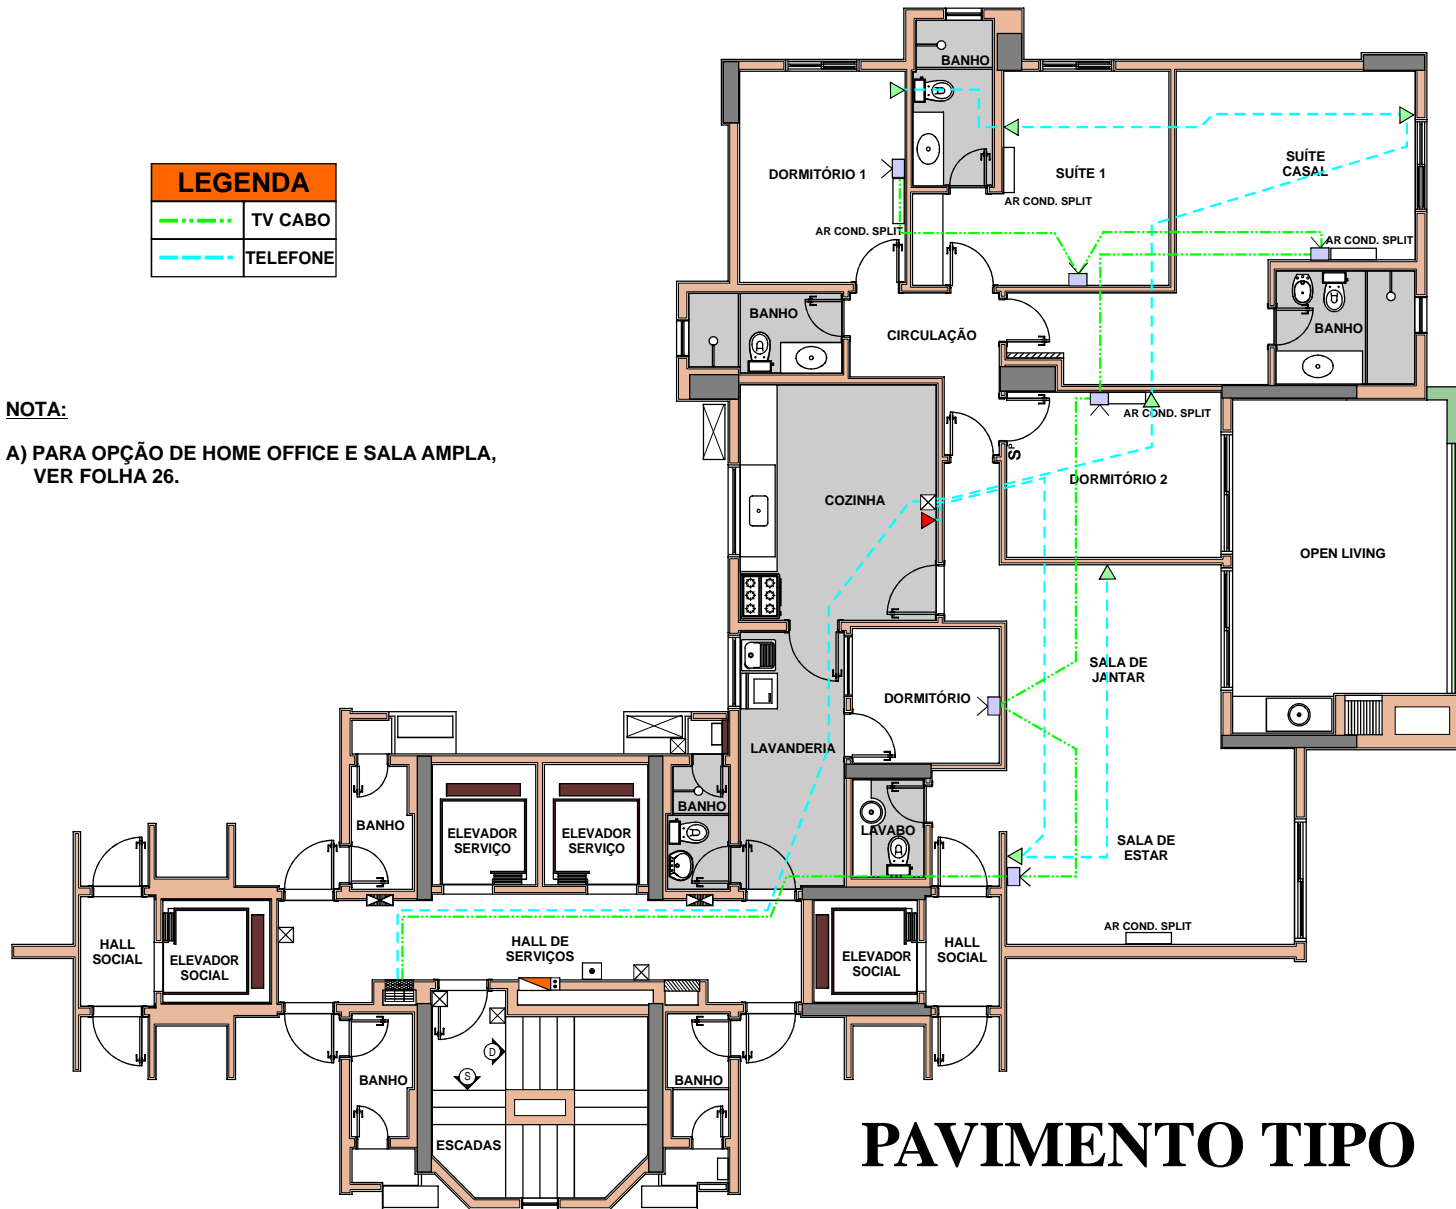 BANHO
LEGENDA
TV CABO
TELEFONE
DORMITÓRIO 1
SUÍTE 1
SUÍTE
CASAL
AR COND. SPLIT
AR COND. SPLIT
AR COND. SPLIT
BANHO
CIRCULAÇÃO
BANHO
NOTA:
A) PARA OPÇÃO DE HOME OFFICE E SALA AMPLA,
VER FOLHA 26.
AR COND. SPLIT
DORMITÓRIO 2
COZINHA
OPEN LIVING
SALA DE
JANTAR
DORMITÓRIO
LAVANDERIA
BANHO
BANHO
ELEVADOR
SERVIÇO
ELEVADOR
SERVIÇO
LAVABO
SALA DE
ESTAR
AR COND. SPLIT
HALL
SOCIAL
ELEVADOR
SOCIAL
HALL DE
SERVIÇOS
ELEVADOR
SOCIAL
HALL
SOCIAL
D
S
BANHO
BANHO
ESCADAS
PAVIMENTO TIPO